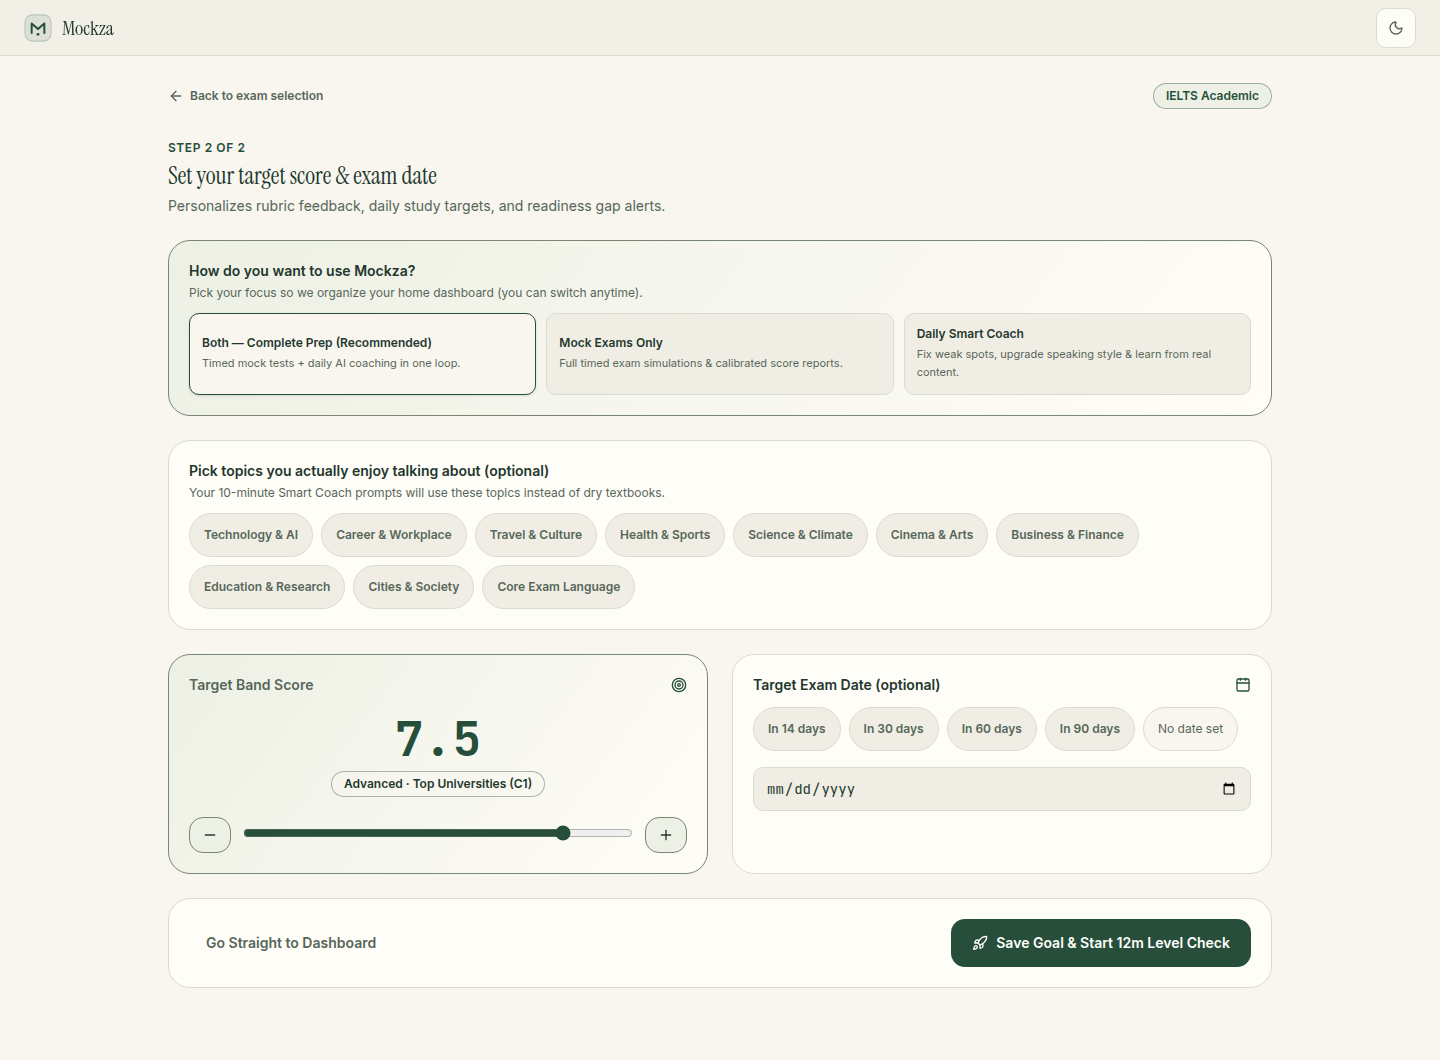 Mockza
Back to exam selection
IELTS Academic
STEP 2 OF 2
Set your target score & exam date
Personalizes rubric feedback, daily study targets, and readiness gap alerts.
How do you want to use Mockza?
Pick your focus so we organize your home dashboard (you can switch anytime).
Both — Complete Prep (Recommended)
Timed mock tests + daily AI coaching in one loop.
Mock Exams Only
Full timed exam simulations & calibrated score reports.
Daily Smart Coach
Fix weak spots, upgrade speaking style & learn from real
content.
Pick topics you actually enjoy talking about (optional)
Your 10-minute Smart Coach prompts will use these topics instead of dry textbooks.
Technology & AI
Career & Workplace
Travel & Culture
Health & Sports
Science & Climate
Cinema & Arts
Business & Finance
Education & Research
Cities & Society
Core Exam Language
Target Band Score
7.5
Advanced · Top Universities (C1)
Target Exam Date (optional)
In 14 days
In 30 days
In 60 days
In 90 days
No date set
mm/dd/yyyy
Go Straight to Dashboard
Save Goal & Start 12m Level Check